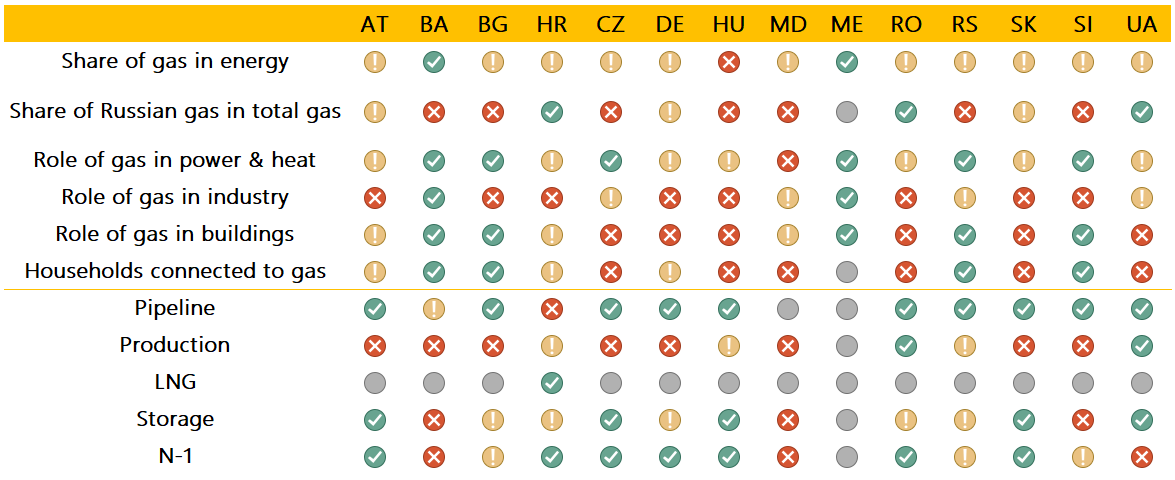 AT BA BG HR CZ DE HU MD ME RO RS SK SI UA
Share of gas in energy
Share of Russian gas in total gas
Role of gas in power & heat
Role of gas in industry
Role of gas in buildings
Households connected to gas
Pipeline
Production
LNG
Storage
N-1